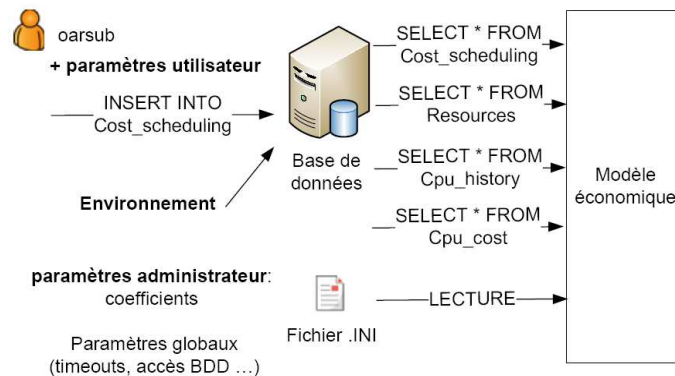 oarsub
+ paramètres utilisateur
INSERT INTO
Cost_scheduling
Environnement
Base de
données
SELECT * FROM
Cost_scheduling
SELECT * FROM
Resources
SELECT * FROM
Cpu_history
SELECT * FROM
Cpu_cost
Modèle
économique
paramètres administrateur:
coefficients
Paramètres globaux
(timeouts, accès BDD ...)
Fichier .INI
LECTURE